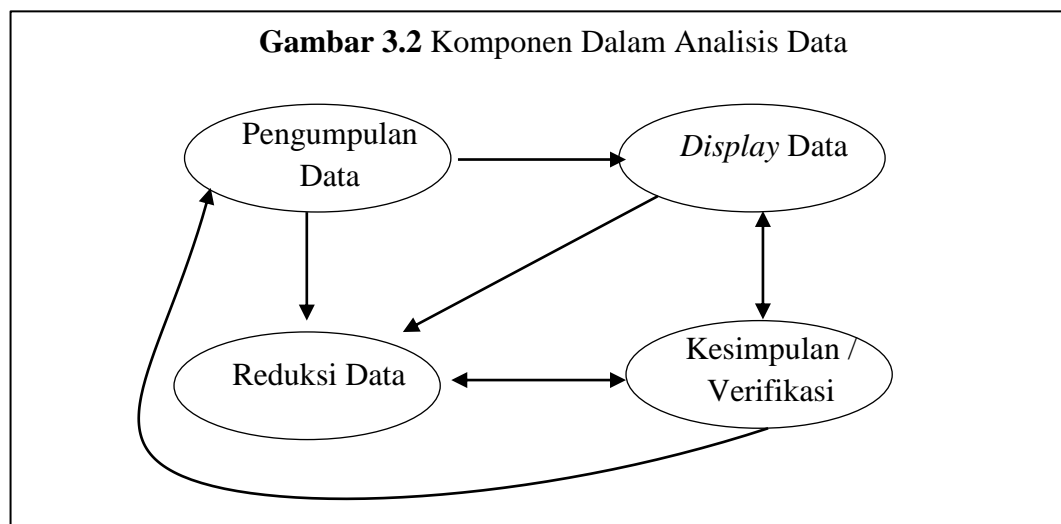 Gambar 3.2 Komponen Dalam Analisis Data
Pengumpulan
Data
Display Data
Reduksi Data
Kesimpulan /
Verifikasi